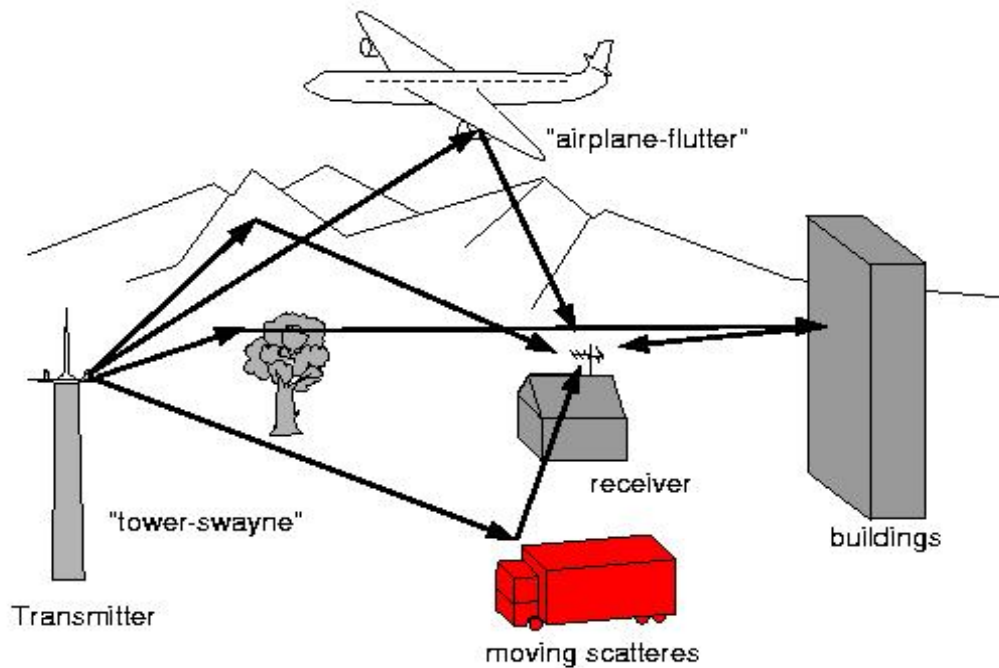 "airplane-flutter"
receiver
"tower-swayne"
buildings
Transmitter
moving scatteres